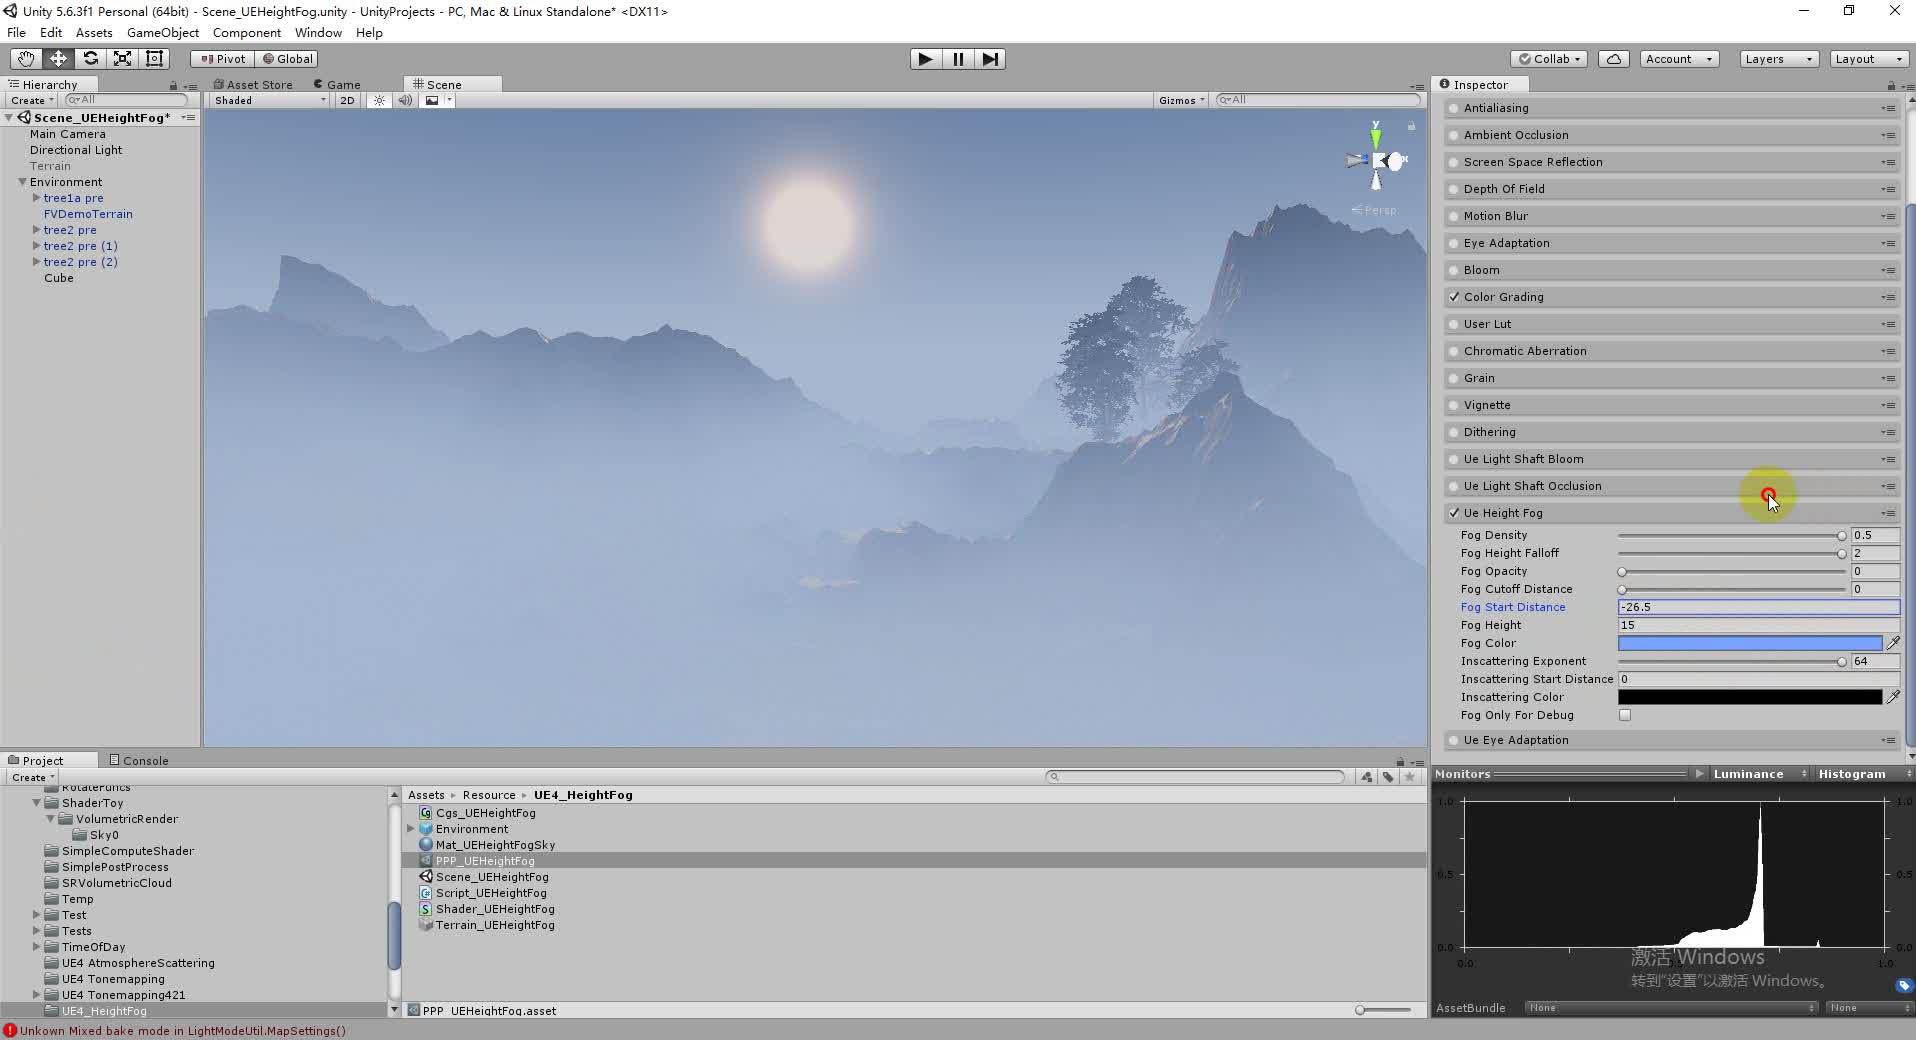 Unity 5.6.3f1 Personal (64bit) - Scene_UEHeightFog.unity - UnityProjects - PC, Mac & Linux Standalone* <DX11>
File Edit Assets GameObject Component Window Help
Pivot Global Collab Account Layers Layout
Hierarchy Asset Store Game Scene Inspector
Create All Shaded 2D Gizmos All
Scene_UEHeightFog*
Main Camera
Directional Light
Terrain
Environment
tree1a pre
FVDemoTerrain
tree2 pre
tree2 pre (1)
tree2 pre (2)
Cube
y
x
Persp
Antialiasing
Ambient Occlusion
Screen Space Reflection
Depth Of Field
Motion Blur
Eye Adaptation
Bloom
Color Grading
User Lut
Chromatic Aberration
Grain
Vignette
Dithering
Ue Light Shaft Bloom
Ue Light Shaft Occlusion
Ue Height Fog
Fog Density 0.5
Fog Height Falloff 2
Fog Opacity 0
Fog Cutoff Distance 0
Fog Start Distance -26.5
Fog Height 15
Fog Color
Inscattering Exponent 64
Inscattering Start Distance 0
Inscattering Color
Fog Only For Debug
Ue Eye Adaptation
Project Console
Create
RotateFuncs
ShaderToy
VolumetricRender
Sky0
SimpleComputeShader
SimplePostProcess
SRVolumetricCloud
Temp
Test
Tests
TimeOfDay
UE4 AtmosphereScattering
UE4 Tonemapping
UE4 Tonemapping421
UE4_HeightFog
Assets Resource UE4_HeightFog
Cgs_UEHeightFog
Environment
Mat_UEHeightFogSky
PPP_UEHeightFog
Scene_UEHeightFog
Script_UEHeightFog
Shader_UEHeightFog
Terrain_UEHeightFog
PPP_UEHeightFog.asset
Monitors Luminance Histogram
1.0 1.0
0.5 0.5
0.0 0.0
0.0 1.0
激活 Windows
转到“设置”以激活 Windows。
AssetBundle None None
Unkown Mixed bake mode in LightModeUtil.MapSettings()